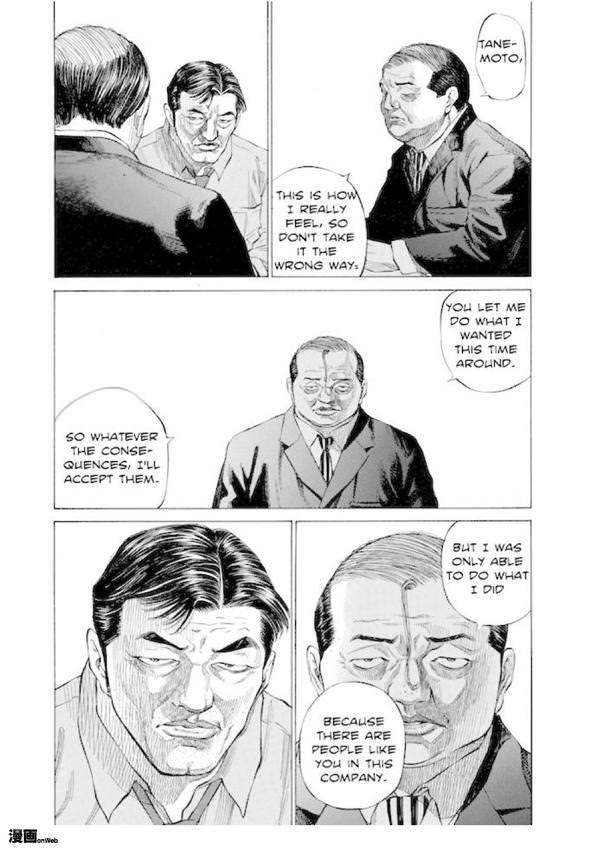 TANE-
MOTO,
THIS IS HOW
I REALLY
FEEL, SO
DON'T TAKE
IT THE
WRONG WAY:
YOU LET ME
DO WHAT I
WANTED
THIS TIME
AROUND.
SO WHATEVER
THE CONSE-
QUENCES, I'LL
ACCEPT THEM.
BUT I WAS
ONLY ABLE
TO DO WHAT
I DID
BECAUSE
THERE ARE
PEOPLE LIKE
YOU IN THIS
COMPANY.
漫画 on Web